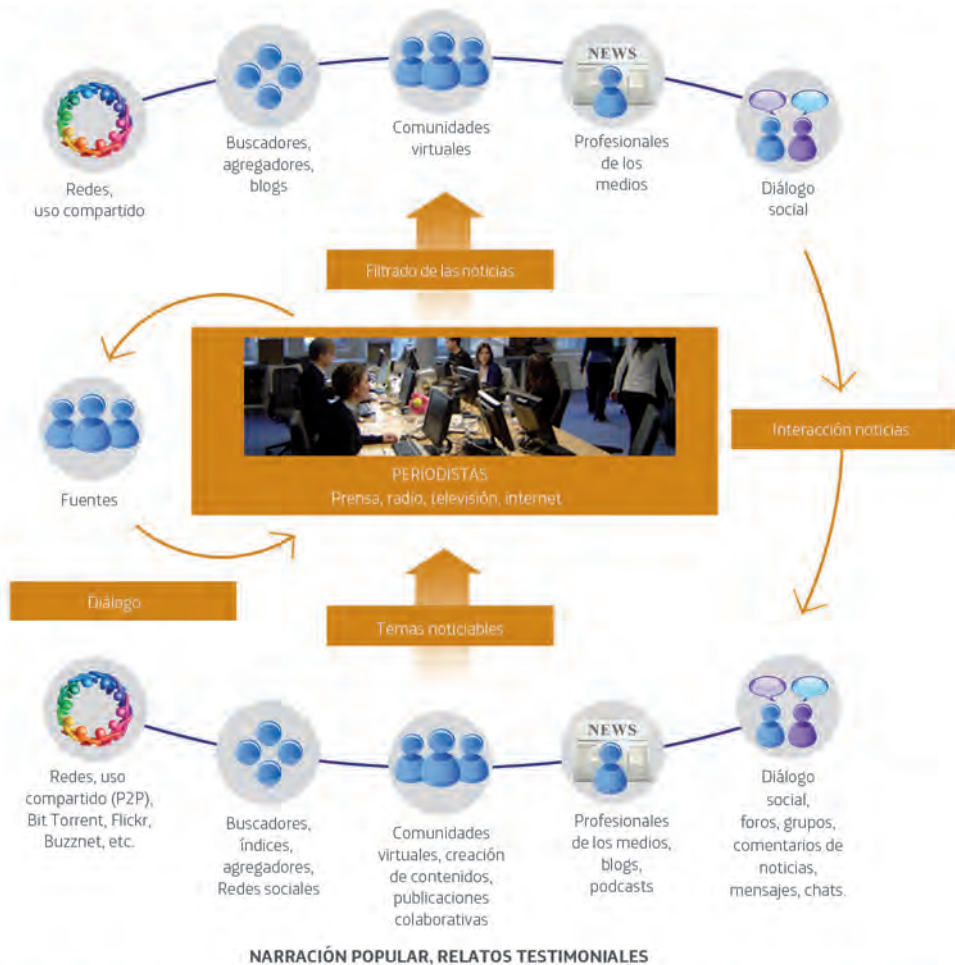 NEWS
Redes,
uso compartido
Buscadores,
agregadores,
blogs
Comunidades
virtuales
Profesionales
de los
medios
Diálogo
social
Filtrado de las noticias
Interacción noticias
PERIODISTAS
Prensa, radio, televisión, internet
Fuentes
Diálogo
Temas noticiables
NEWS
Redes, uso
compartido (P2P),
Bit Torrent, Flickr,
Buzznet, etc.
Buscadores,
índices,
agregadores,
Redes sociales
Comunidades
virtuales, creación
de contenidos,
publicaciones
colaborativas
Profesionales
de los medios,
blogs,
podcasts
Diálogo
social,
foros, grupos,
comentarios de
noticias,
mensajes, chats.
NARRACIÓN POPULAR, RELATOS TESTIMONIALES